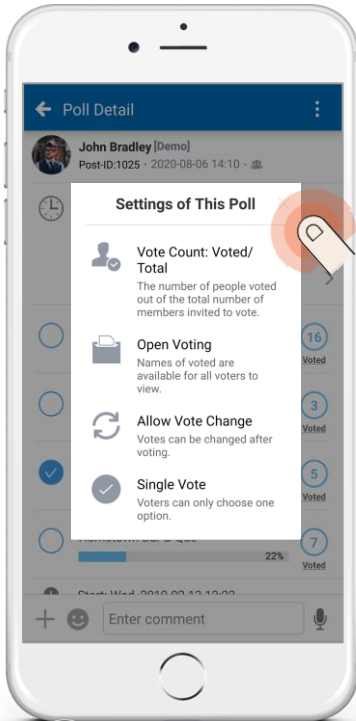 Poll Detail
John Bradley [Demo]
Post-ID:1025 · 2020-08-06 14:10 ·
Settings of This Poll
Vote Count: Voted/
Total
The number of people voted
out of the total number of
members invited to vote.
16
Voted
Open Voting
Names of voted are
available for all voters to
view.
3
Voted
Allow Vote Change
Votes can be changed after
voting.
5
Voted
Single Vote
Voters can only choose one
option.
7
22%
Voted
Enter comment